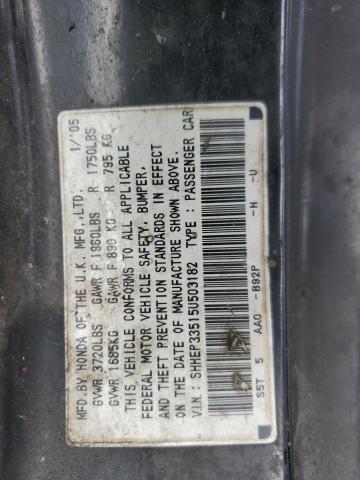 MFD.BY HONDA OF THE U.K. MFG.,LTD. 1/'05
GVWR 3720LBS GAWR F 1960LBS R 1750LBS
GVWR 1685KG GAWR F 890 KG R 795 KG
THIS VEHICLE CONFORMS TO ALL APPLICABLE
FEDERAL MOTOR VEHICLE SAFETY, BUMPER,
AND THEFT PREVENTION STANDARDS IN EFFECT
ON THE DATE OF MANUFACTURE SHOWN ABOVE.
V.I.N.: SHHEP33515U503182 TYPE : PASSENGER CAR
S5T 5 AA0 -B92P -H -U